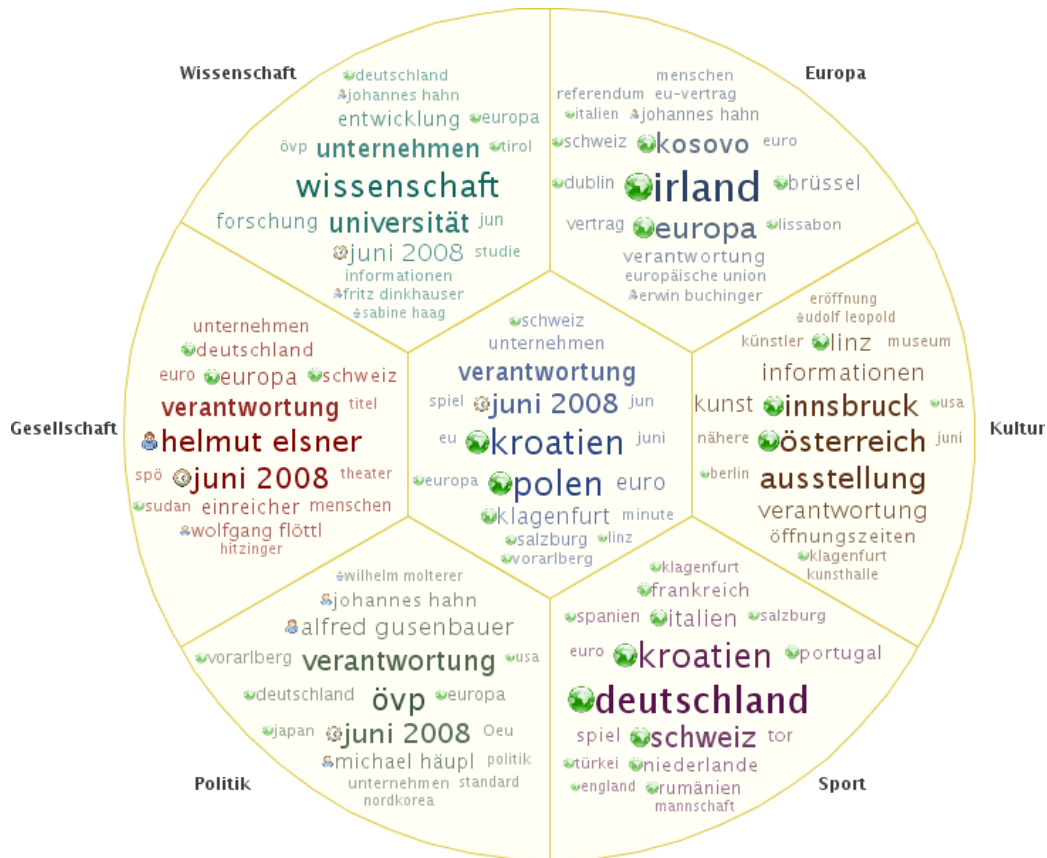 Wissenschaft
deutschland
johannes hahn
entwicklung europa
övp unternehmen tirol
wissenschaft
forschung universität jun
juni 2008 studie
informationen
fritz dinkhauser
sabine haag
Europa
menschen
referendum eu-vertrag
italien johannes hahn
schweiz kosovo euro
dublin irland brüssel
vertrag europa lissabon
verantwortung
europäische union
erwin buchinger
Gesellschaft
unternehmen
deutschland
euro europa schweiz
verantwortung titel
helmut elsner
spö juni 2008 theater
sudan einreicher menschen
wolfgang flöttl
hitzinger
schweiz
unternehmen
verantwortung
spiel juni 2008 jun
eu kroatien juni
europa polen euro
klagenfurt minute
salzburg linz
vorarlberg
Kultur
eröffnung
udolf leopold
künstler linz museum
informationen
kunst innsbruck usa
nähere österreich juni
berlin ausstellung
verantwortung
öffnungszeiten
klagenfurt
kunsthalle
Politik
wilhelm molterer
johannes hahn
alfred gusenbauer
vorarlberg verantwortung usa
deutschland övp europa
japan juni 2008 Oeu
michael häupl politik
unternehmen standard
nordkorea
Sport
klagenfurt
frankreich
spanien italien salzburg
euro kroatien portugal
deutschland
spiel schweiz tor
türkei niederlande
england rumänien
mannschaft